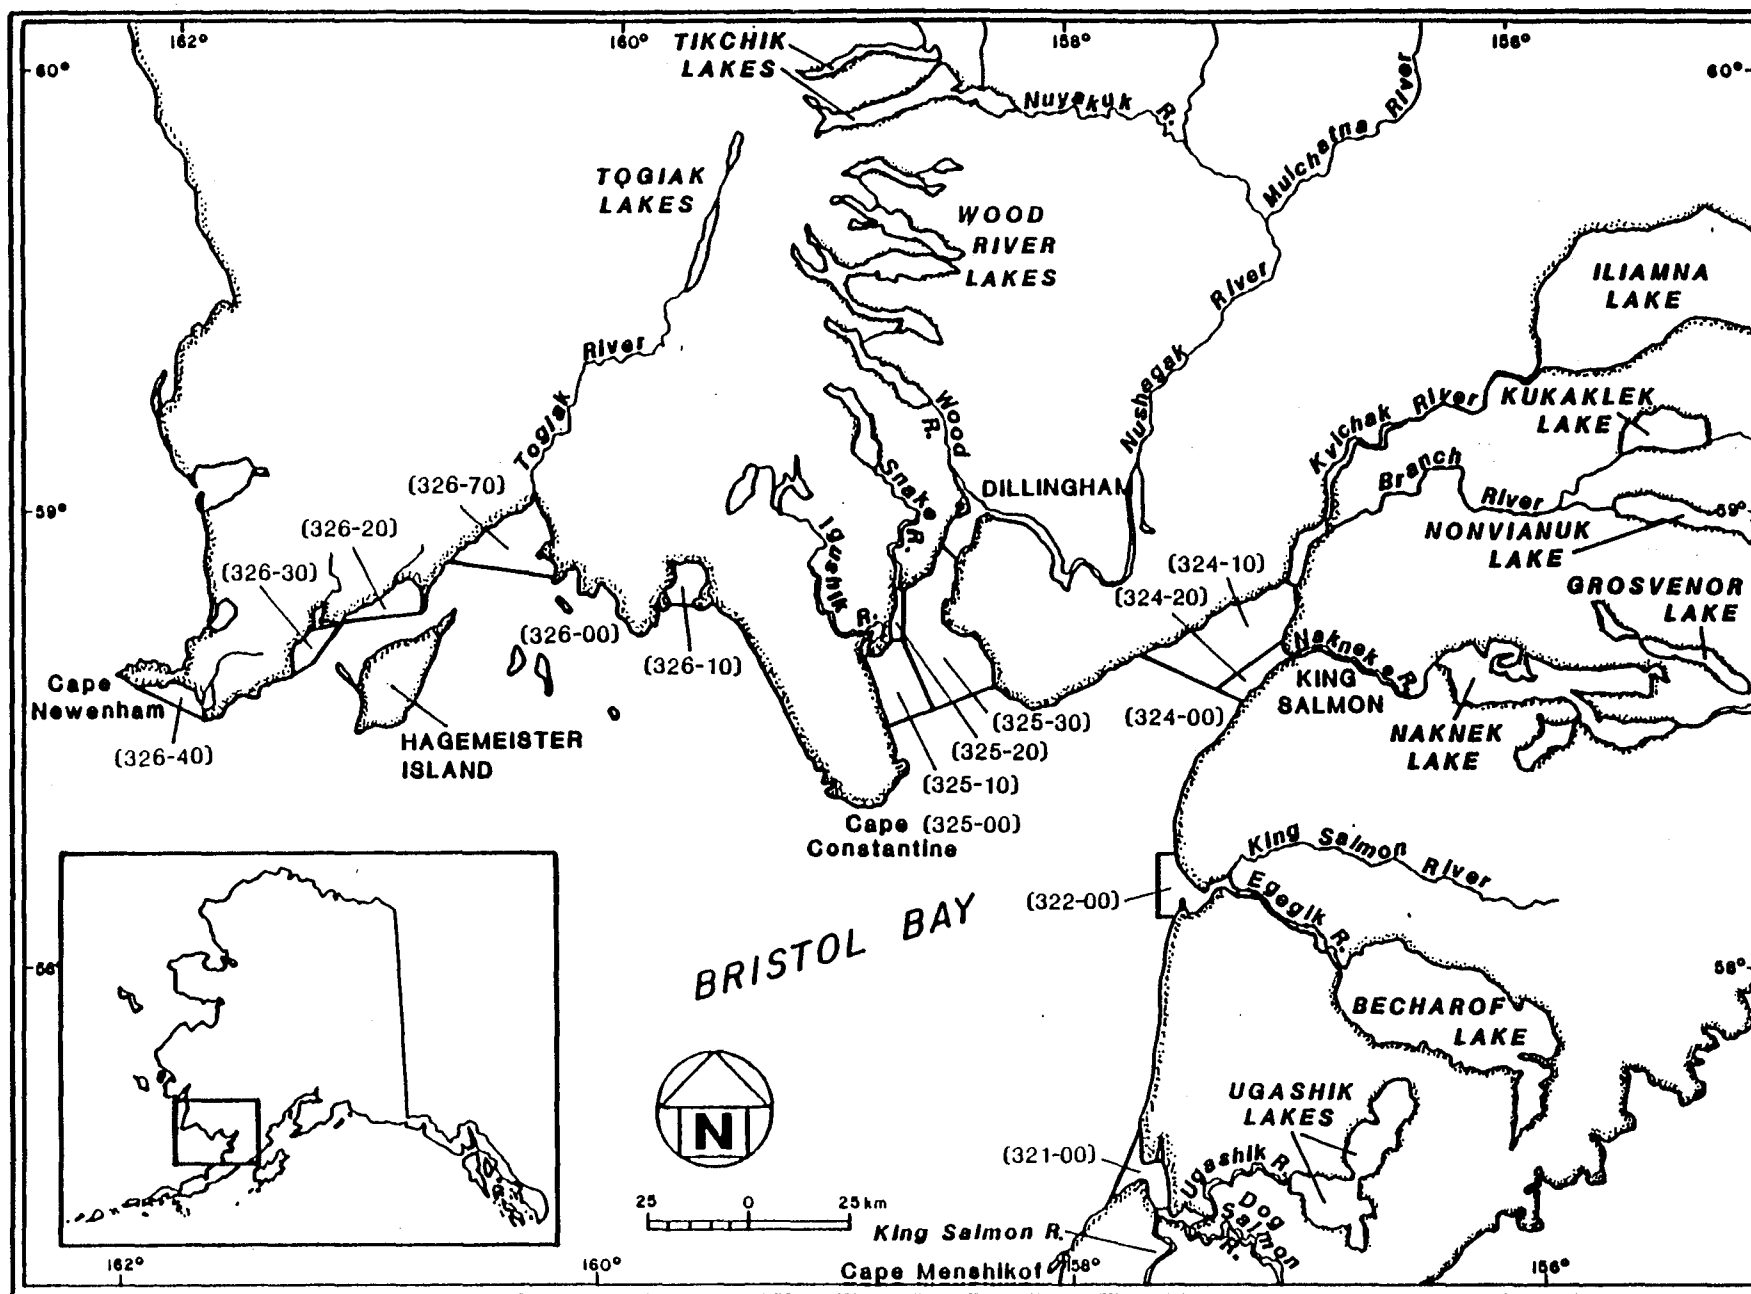 162°
160°
158°
156°
60°
60°
TIKCHIK
LAKES
Nuyakuk R.
Mulchatna River
TOGIAK
LAKES
WOOD
RIVER
LAKES
ILIAMNA
LAKE
River
River
Togiak
Nushagak
Wood
R.
Kvichak River
KUKAKLEK
LAKE
Branch
River
Snake
R.
DILLINGHAM
(326-70)
59°
59°
(326-20)
NONVIANUK
LAKE
Igushik
R.
(326-30)
(324-10)
(324-20)
GROSVENOR
LAKE
(326-00)
(326-10)
Naknek R.
KING
SALMON
Cape
Newenham
(326-40)
HAGEMEISTER
ISLAND
(325-30)
(324-00)
(325-20)
(325-10)
NAKNEK
LAKE
Cape (325-00)
Constantine
King Salmon River
(322-00)
Egegik R.
BRISTOL BAY
58°
BECHAROF
LAKE
UGASHIK
LAKES
N
(321-00)
Ugashik R.
Dog
Salmon
R.
25 0 25 km
King Salmon R.
Cape Menshikof
162°
160°
158°
156°